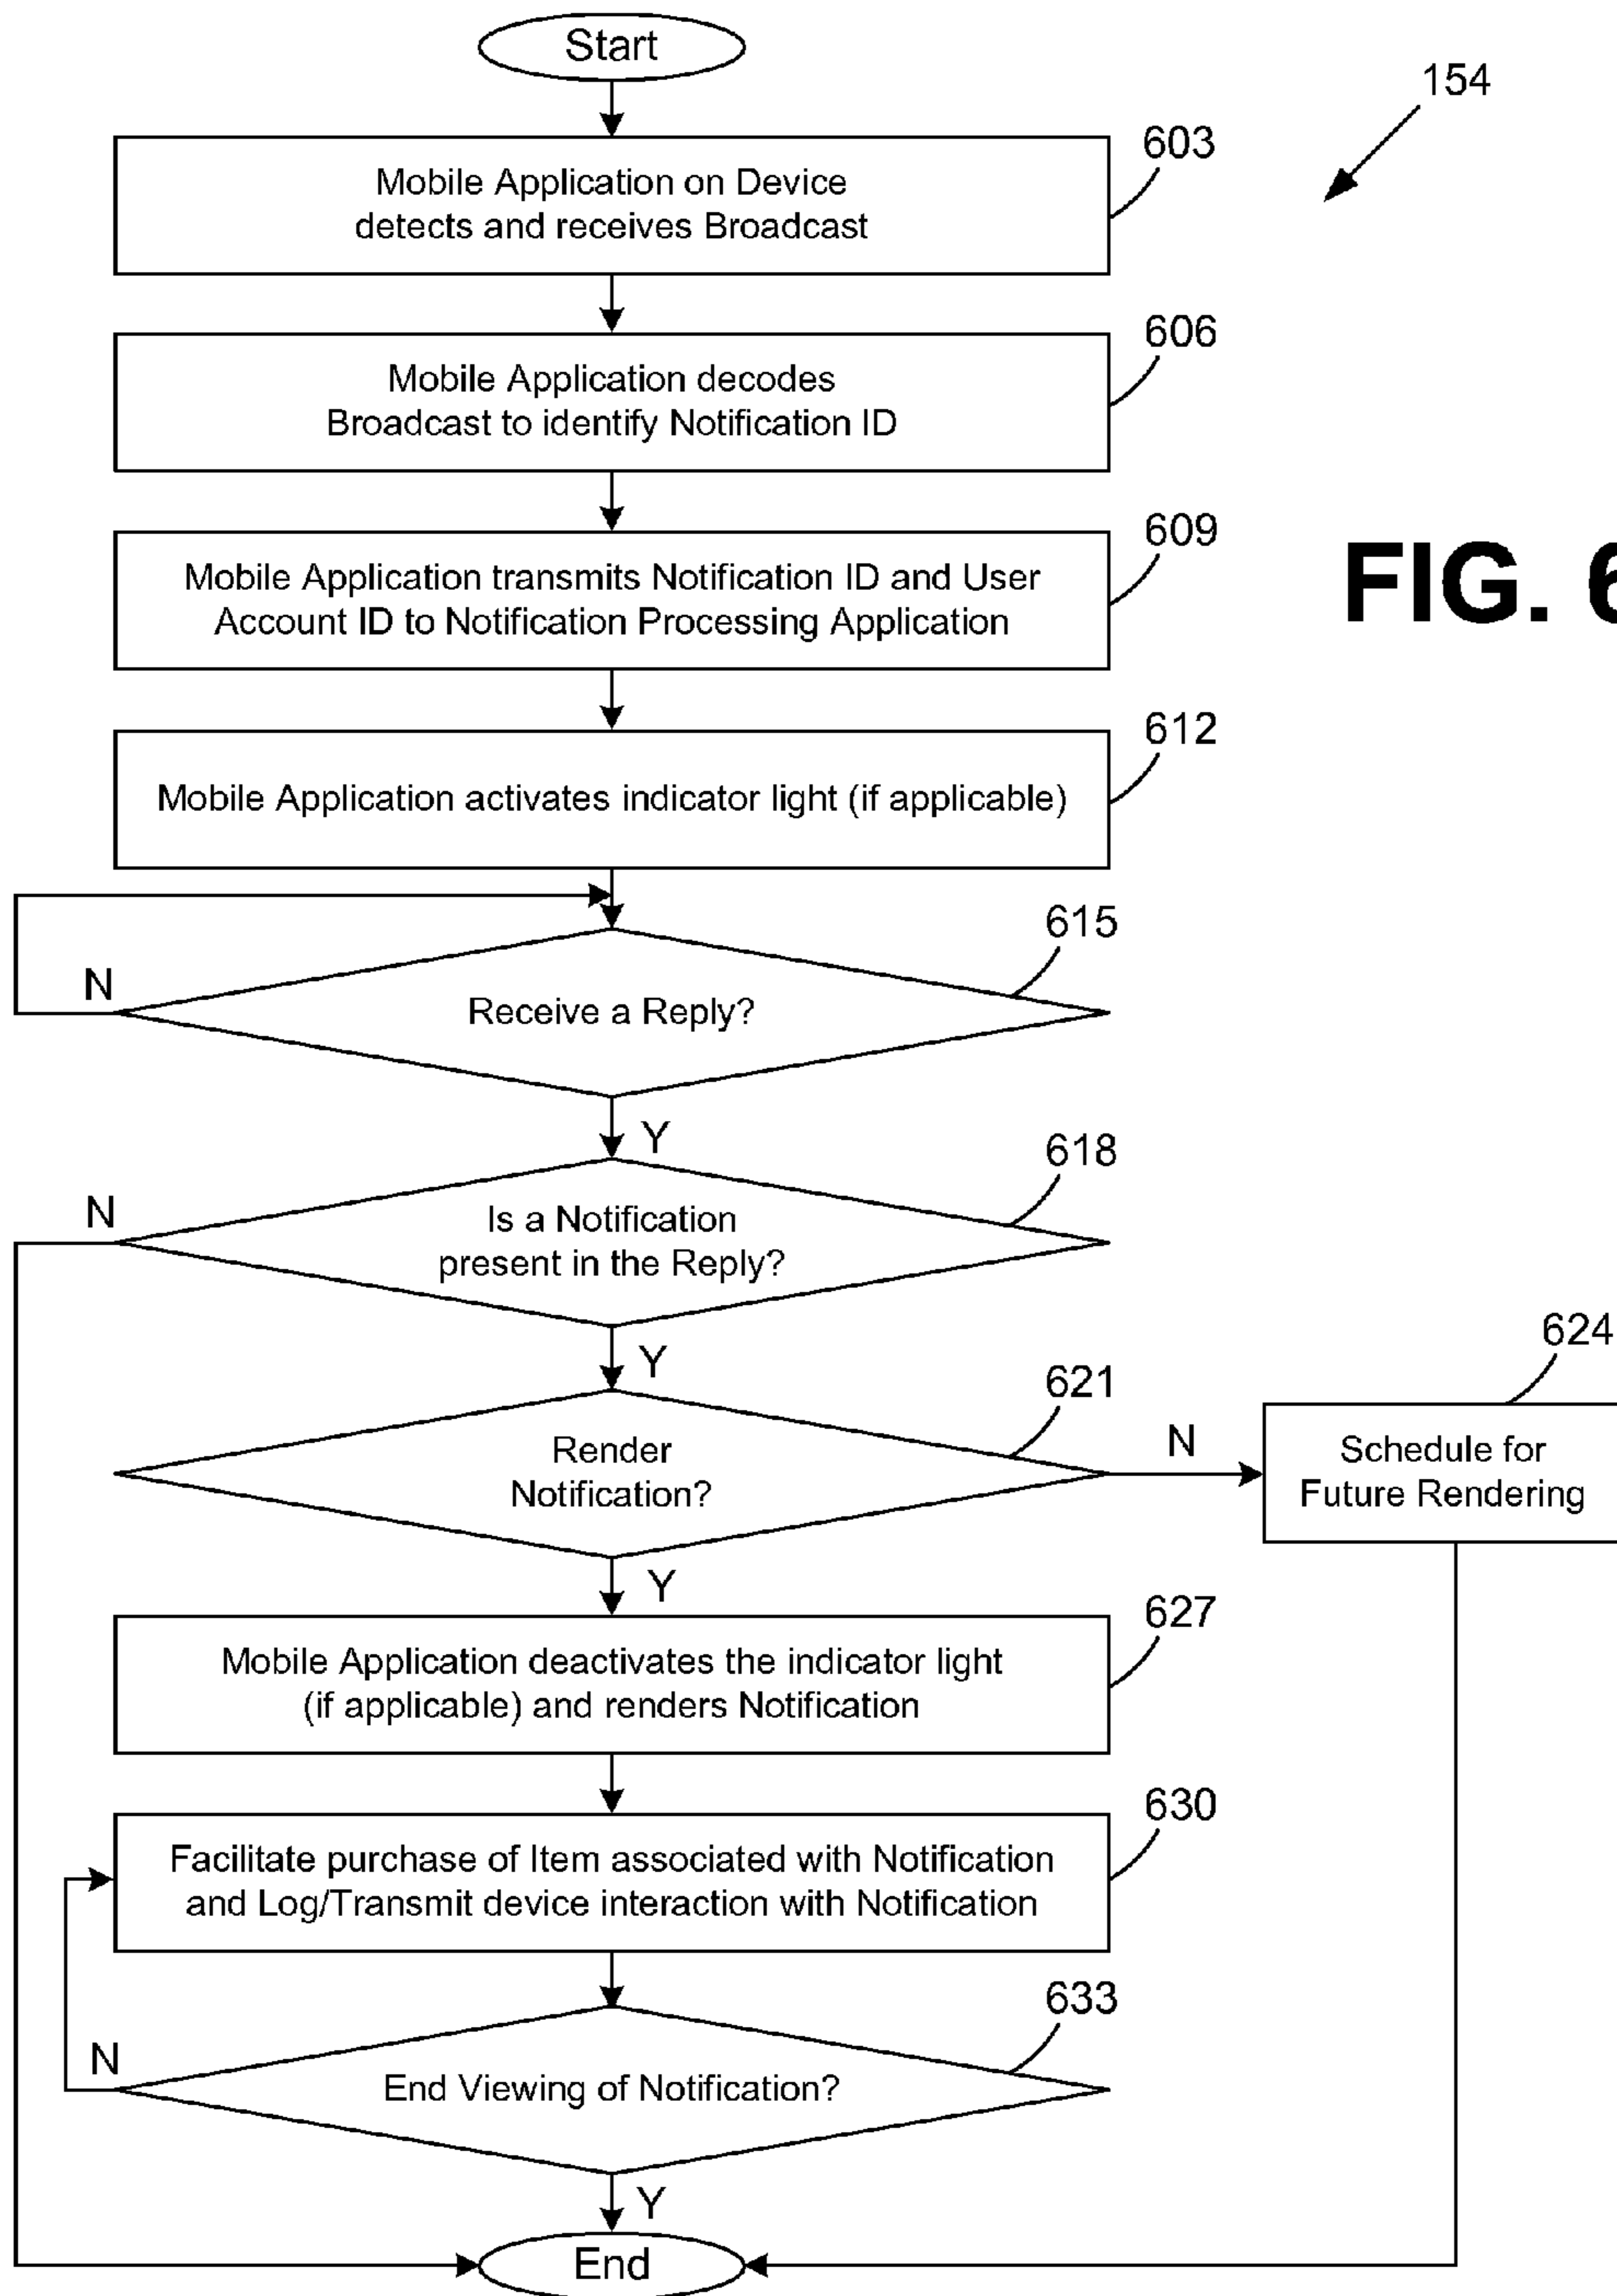 Start
154
603
Mobile Application on Device
detects and receives Broadcast
606
Mobile Application decodes
Broadcast to identify Notification ID
609
Mobile Application transmits Notification ID and User
Account ID to Notification Processing Application
FIG. 6
612
Mobile Application activates indicator light (if applicable)
615
N
Receive a Reply?
Y
618
N
Is a Notification
present in the Reply?
Y
621
624
Render
Notification?
N
Schedule for
Future Rendering
Y
627
Mobile Application deactivates the indicator light
(if applicable) and renders Notification
630
Facilitate purchase of Item associated with Notification
and Log/Transmit device interaction with Notification
633
N
End Viewing of Notification?
Y
End